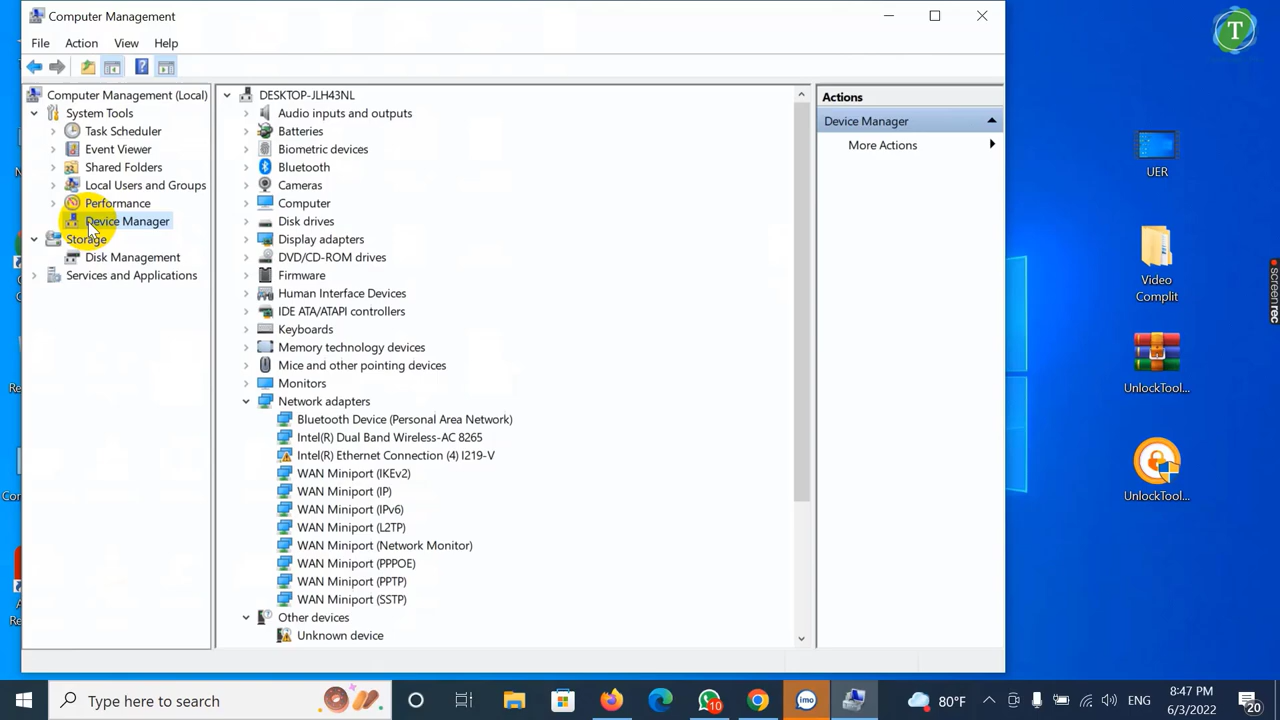 Computer Management
File Action View Help
Computer Management (Local)
System Tools
Task Scheduler
Event Viewer
Shared Folders
Local Users and Groups
Performance
Device Manager
Storage
Disk Management
Services and Applications
DESKTOP-JLH43NL
Audio inputs and outputs
Batteries
Biometric devices
Bluetooth
Cameras
Computer
Disk drives
Display adapters
DVD/CD-ROM drives
Firmware
Human Interface Devices
IDE ATA/ATAPI controllers
Keyboards
Memory technology devices
Mice and other pointing devices
Monitors
Network adapters
Bluetooth Device (Personal Area Network)
Intel(R) Dual Band Wireless-AC 8265
Intel(R) Ethernet Connection (4) I219-V
WAN Miniport (IKEv2)
WAN Miniport (IP)
WAN Miniport (IPv6)
WAN Miniport (L2TP)
WAN Miniport (Network Monitor)
WAN Miniport (PPPOE)
WAN Miniport (PPTP)
WAN Miniport (SSTP)
Other devices
Unknown device
Actions
Device Manager
More Actions
T
UER
Video
Complit
UnlockTool...
UnlockTool...
screenrec
Type here to search
10
imo
80°F
ENG
8:47 PM
6/3/2022
20